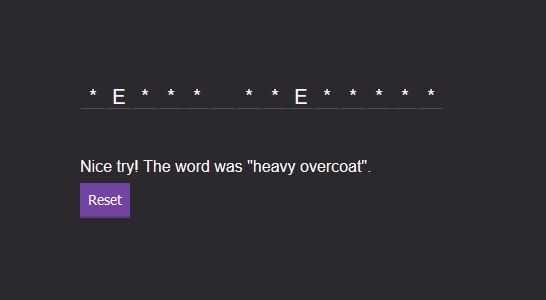 * E * * *   * * E * * * * *
Nice try! The word was "heavy overcoat".
Reset